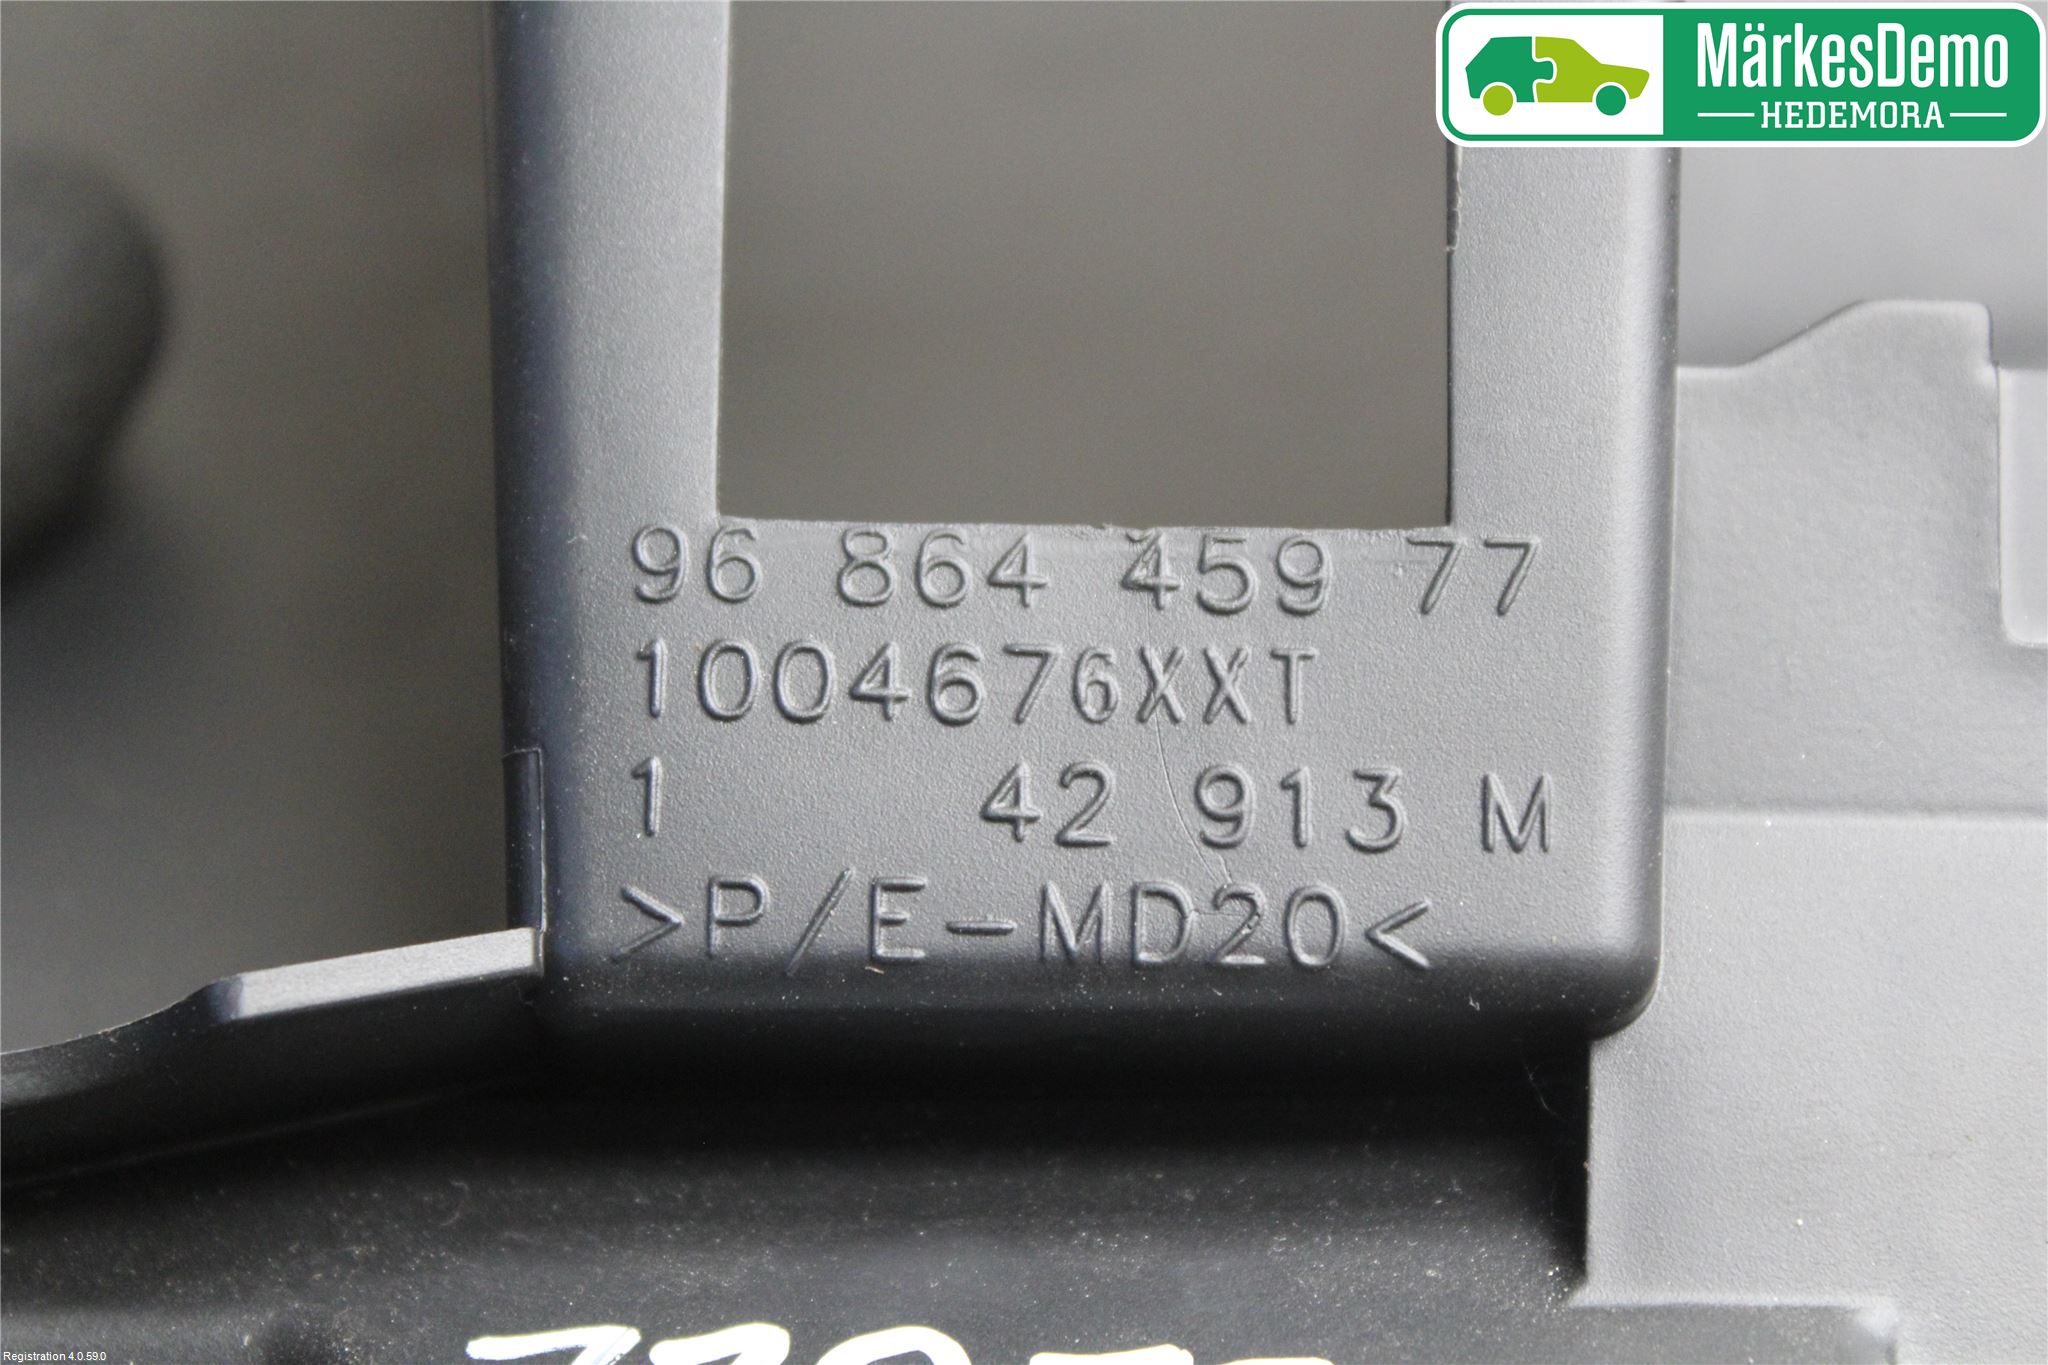 MärkesDemo
HEDEMORA
96 864 459 77
1004676XXT
1 42 913 M
>P/E-MD20<
Registration 4.0.59.0